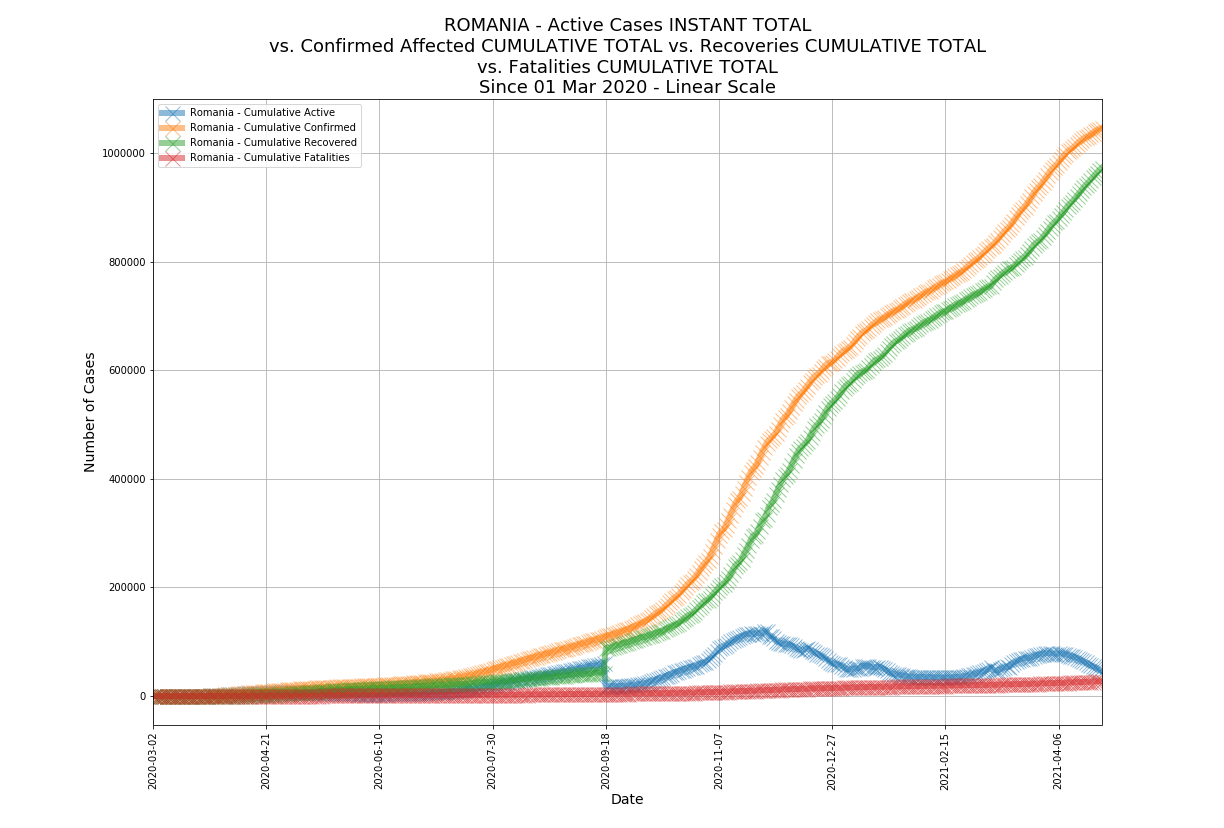 ROMANIA - Active Cases INSTANT TOTAL
vs. Confirmed Affected CUMULATIVE TOTAL vs. Recoveries CUMULATIVE TOTAL
vs. Fatalities CUMULATIVE TOTAL
Since 01 Mar 2020 - Linear Scale
Romania - Cumulative Active
Romania - Cumulative Confirmed
Romania - Cumulative Recovered
Romania - Cumulative Fatalities
1000000
800000
600000
400000
200000
0
Number of Cases
2020-03-02
2020-04-21
2020-06-10
2020-07-30
2020-09-18
2020-11-07
2020-12-27
2021-02-15
2021-04-06
Date